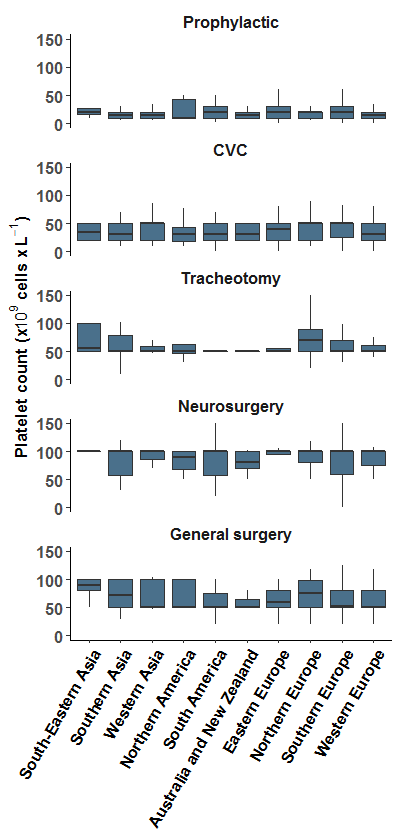 Prophylactic
150
100
50
0
CVC
150
100
50
0
Tracheotomy
150
100
50
0
Neurosurgery
150
100
50
0
General surgery
150
100
50
0
Platelet count (x10⁹ cells x L⁻¹)
South-Eastern Asia
Southern Asia
Western Asia
Northern America
South America
Australia and New Zealand
Eastern Europe
Northern Europe
Southern Europe
Western Europe